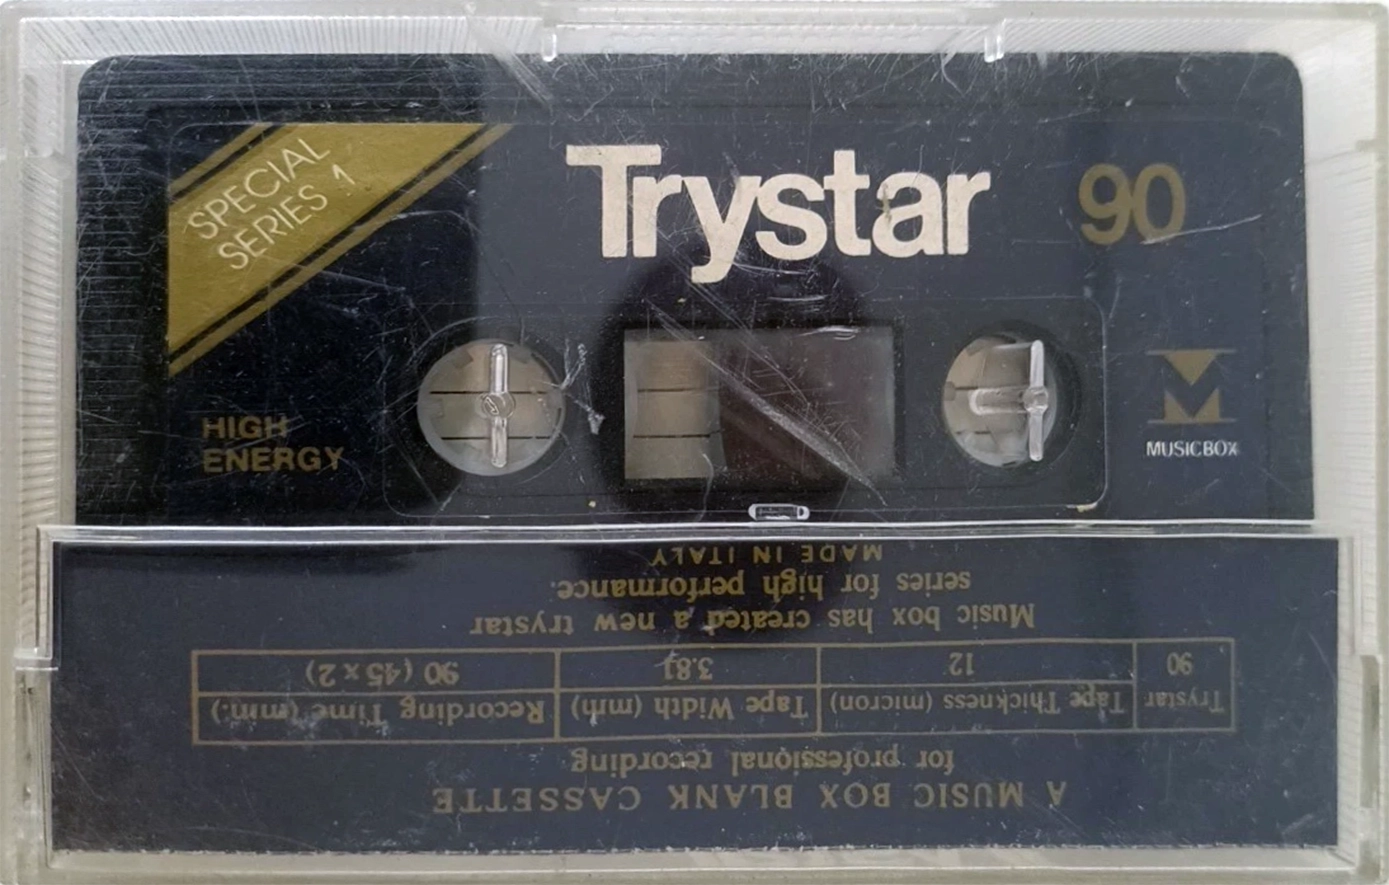 SPECIAL
SERIES 1
Trystar
90
HIGH
ENERGY
MUSICBOX
A MUSIC BOX BLANK CASSETTE
for professional recording
Trystar Tape Thickness (micron) Tape Width (m/m) Recording Time (mm.)
90 12 3.81 90 (45 x 2)
Music box has created a new trystar
series for high performance.
MADE IN ITALY